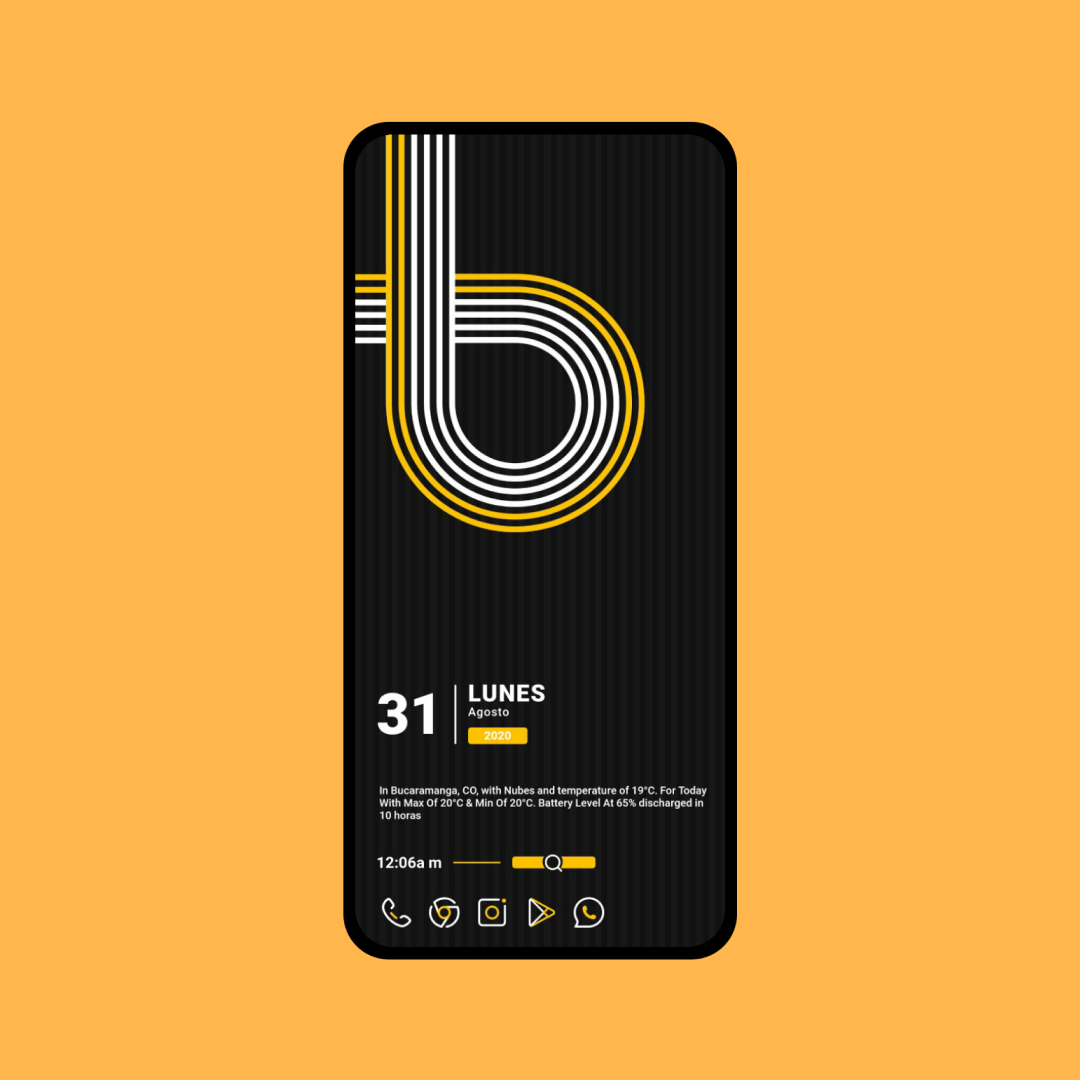 31
LUNES
Agosto
2020
In Bucaramanga, CO, with Nubes and temperature of 19°C. For Today
With Max Of 20°C & Min Of 20°C. Battery Level At 65% discharged in
10 horas
12:06a m